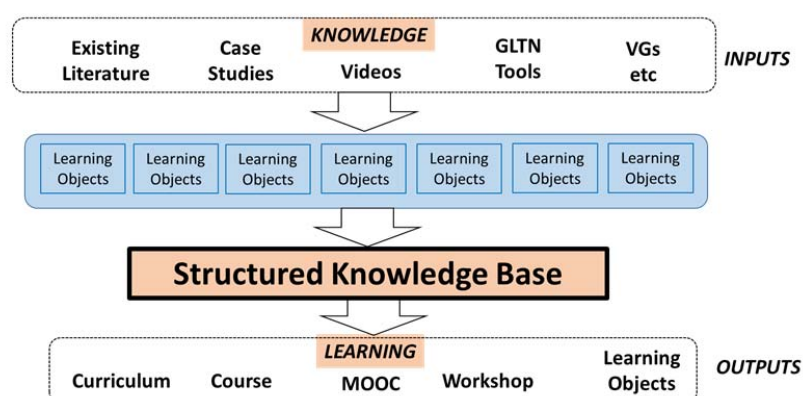 KNOWLEDGE
Existing Literature
Case Studies
Videos
GLTN Tools
VGs etc
INPUTS
Learning Objects
Learning Objects
Learning Objects
Learning Objects
Learning Objects
Learning Objects
Learning Objects
Structured Knowledge Base
LEARNING
Curriculum
Course
MOOC
Workshop
Learning Objects
OUTPUTS